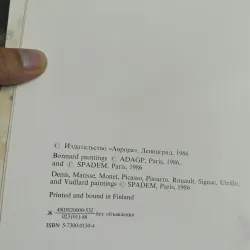 © Издательство «Аврора», Ленинград, 1986
Bonnard paintings © ADAGP, Paris, 1986,
and © SPADEM, Paris, 1986
Denis, Matisse, Monet, Picasso, Pissarro, Rouault, Signac, Utrillo,
and Vuillard paintings © SPADEM, Paris, 1986
Printed and bound in Finland
без объявления
ISBN 5-7300-0130-4